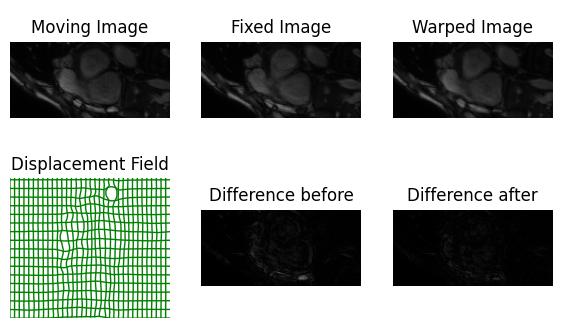 Moving Image
Fixed Image
Warped Image
Displacement Field
Difference before
Difference after